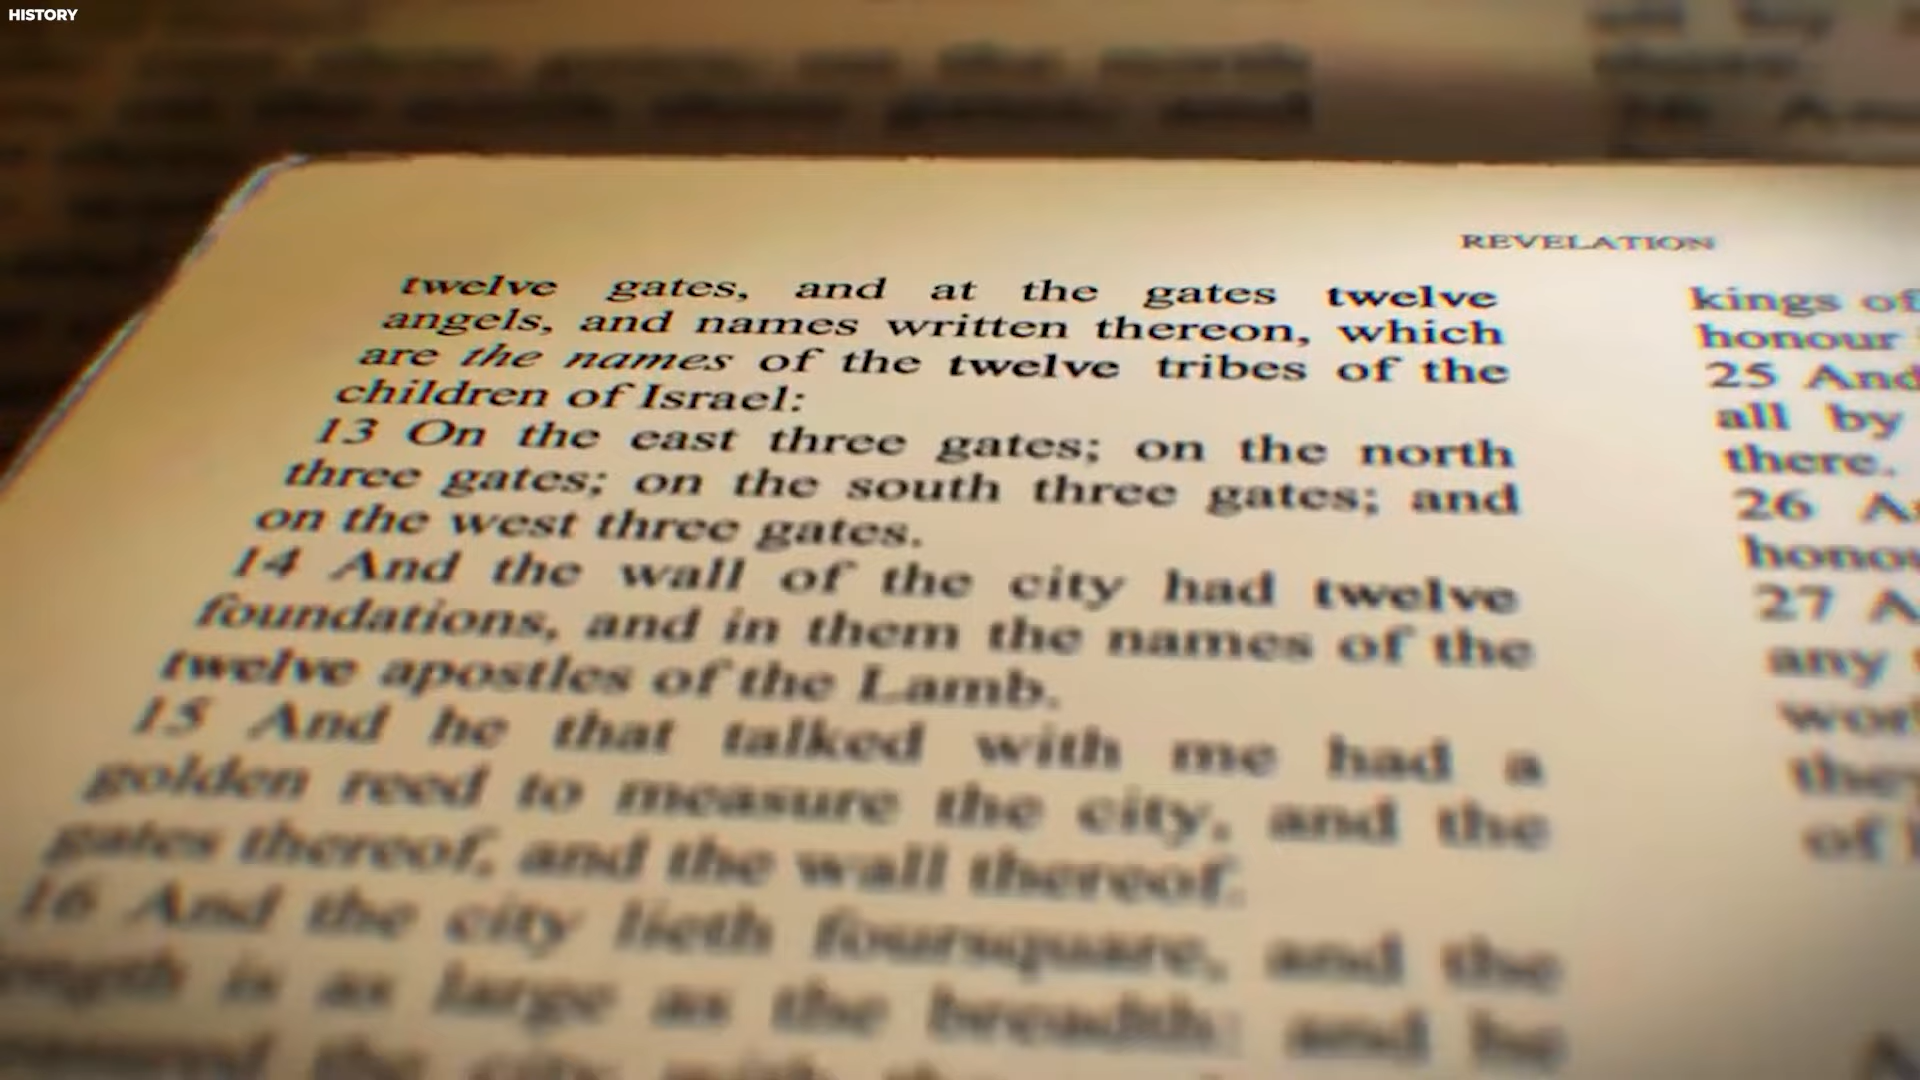 HISTORY
REVELATION
twelve gates, and at the gates twelve
angels, and names written thereon, which
are the names of the twelve tribes of the
children of Israel:
13 On the east three gates; on the north
three gates; on the south three gates; and
on the west three gates.
14 And the wall of the city had twelve
foundations, and in them the names of the
twelve apostles of the Lamb.
15 And he that talked with me had a
golden reed to measure the city, and the
gates thereof, and the wall thereof.
16 And the city lieth foursquare, and the
is as large as the breadth: and he
the city with the
kings of
honour
25 And
all by
there.
26
27
any
they
of